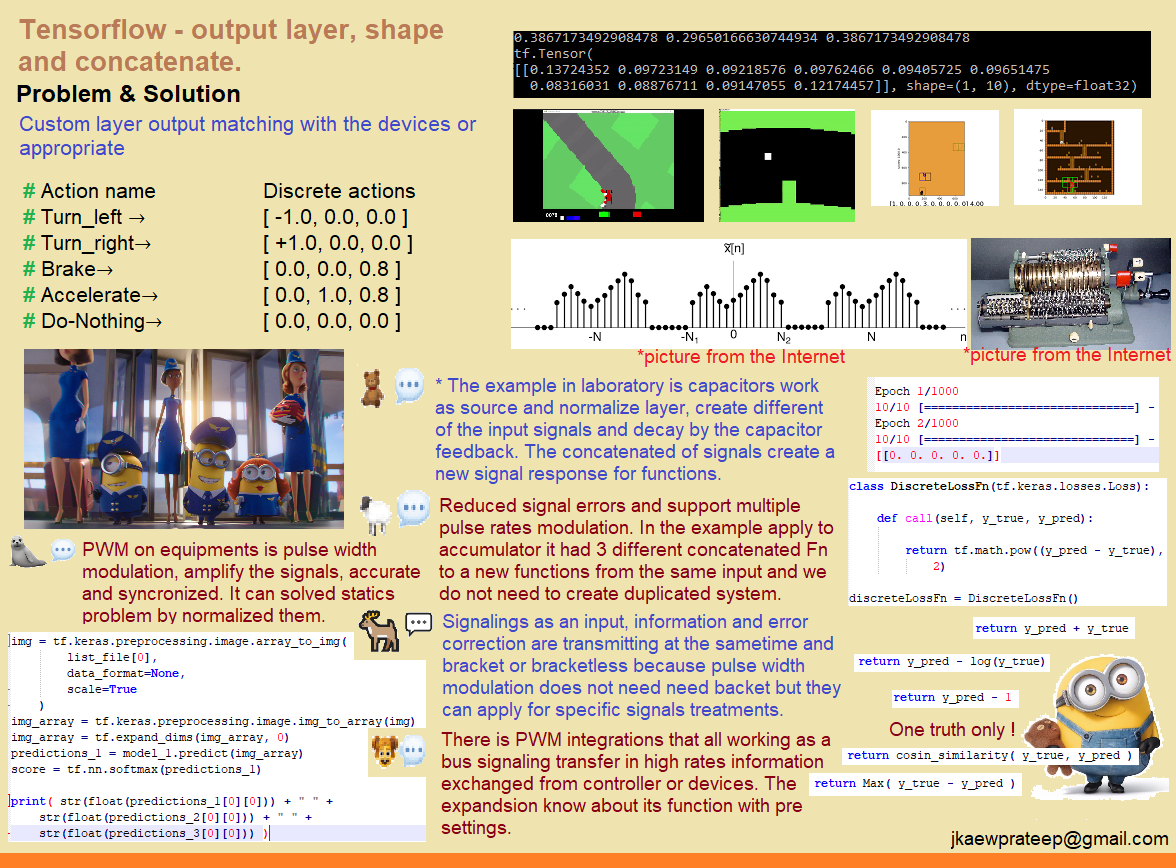 Tensorflow - output layer, shape
and concatenate.
Problem & Solution
Custom layer output matching with the devices or
appropriate
# Action name Discrete actions
# Turn_left → [ -1.0, 0.0, 0.0 ]
# Turn_right→ [ +1.0, 0.0, 0.0 ]
# Brake→ [ 0.0, 0.0, 0.8 ]
# Accelerate→ [ 0.0, 1.0, 0.8 ]
# Do-Nothing→ [ 0.0, 0.0, 0.0 ]
0.3867173492908478 0.29650166630744934 0.3867173492908478
tf.Tensor(
[[0.13724352 0.09723149 0.09218576 0.09762466 0.09405725 0.09651475
0.08316031 0.08876711 0.09147055 0.12174457]], shape=(1, 10), dtype=float32)
x̃[n]
... -N -N₁ 0 N₂ N n ...
*picture from the Internet
*picture from the Internet
* The example in laboratory is capacitors work
as source and normalize layer, create different
of the input signals and decay by the capacitor
feedback. The concatenated of signals create a
new signal response for functions.
Reduced signal errors and support multiple
pulse rates modulation. In the example apply to
accumulator it had 3 different concatenated Fn
to a new functions from the same input and we
do not need to create duplicated system.
PWM on equipments is pulse width
modulation, amplify the signals, accurate
and syncronized. It can solved statics
problem by normalized them.
Signalings as an input, information and error
correction are transmitting at the sametime and
bracket or bracketless because pulse width
modulation does not need need backet but they
can apply for specific signals treatments.
There is PWM integrations that all working as a
bus signaling transfer in high rates information
exchanged from controller or devices. The
expandsion know about its function with pre
settings.
img = tf.keras.preprocessing.image.array_to_img(
list_file[0],
data_format=None,
scale=True
)
img_array = tf.keras.preprocessing.image.img_to_array(img)
img_array = tf.expand_dims(img_array, 0)
predictions_1 = model_1.predict(img_array)
score = tf.nn.softmax(predictions_1)
print( str(float(predictions_1[0][0])) + " " +
str(float(predictions_2[0][0])) + " " +
str(float(predictions_3[0][0])) )
Epoch 1/1000
10/10 [==============================] -
Epoch 2/1000
10/10 [==============================] -
[[0. 0. 0. 0. 0.]]
class DiscreteLossFn(tf.keras.losses.Loss):
def call(self, y_true, y_pred):
return tf.math.pow((y_pred - y_true),
2)
discreteLossFn = DiscreteLossFn()
return y_pred + y_true
return y_pred - log(y_true)
return y_pred - 1
One truth only !
return cosin_similarity( y_true, y_pred )
return Max( y_true - y_pred )
jkaewprateep@gmail.com